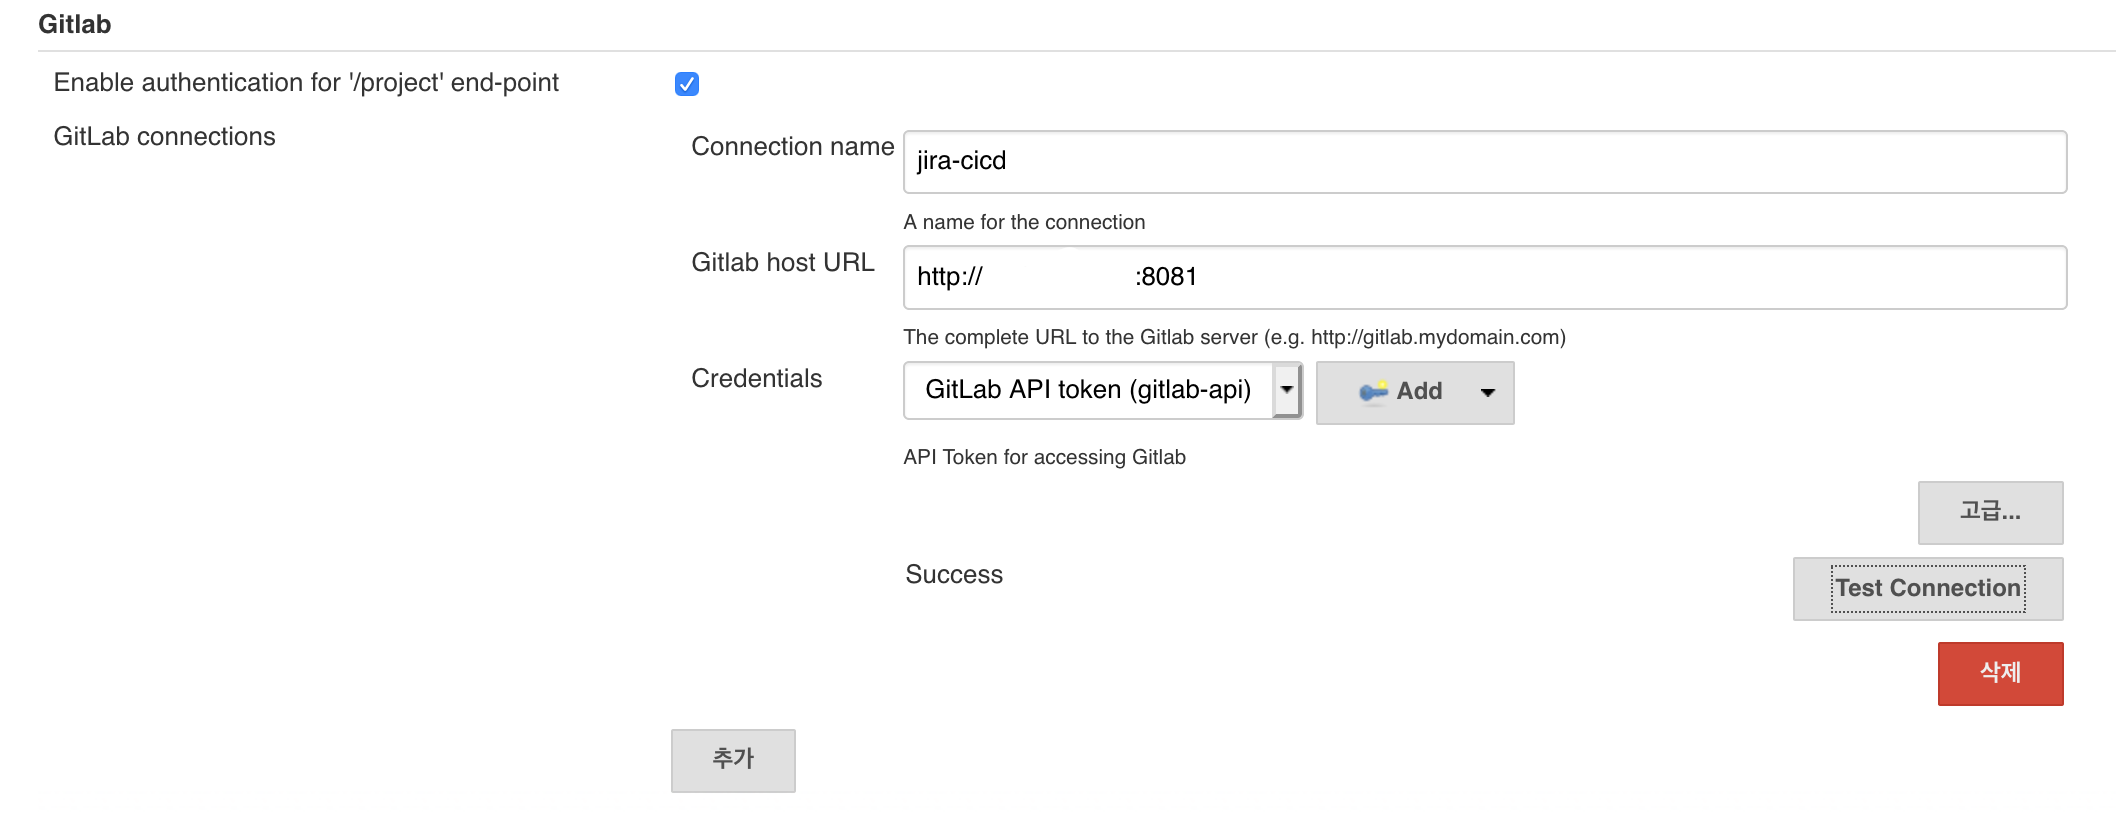 Gitlab
Enable authentication for '/project' end-point
GitLab connections
Connection name
jira-cicd
A name for the connection
Gitlab host URL
http:// :8081
The complete URL to the Gitlab server (e.g. http://gitlab.mydomain.com)
Credentials
GitLab API token (gitlab-api)
Add
API Token for accessing Gitlab
고급...
Success
Test Connection
삭제
추가